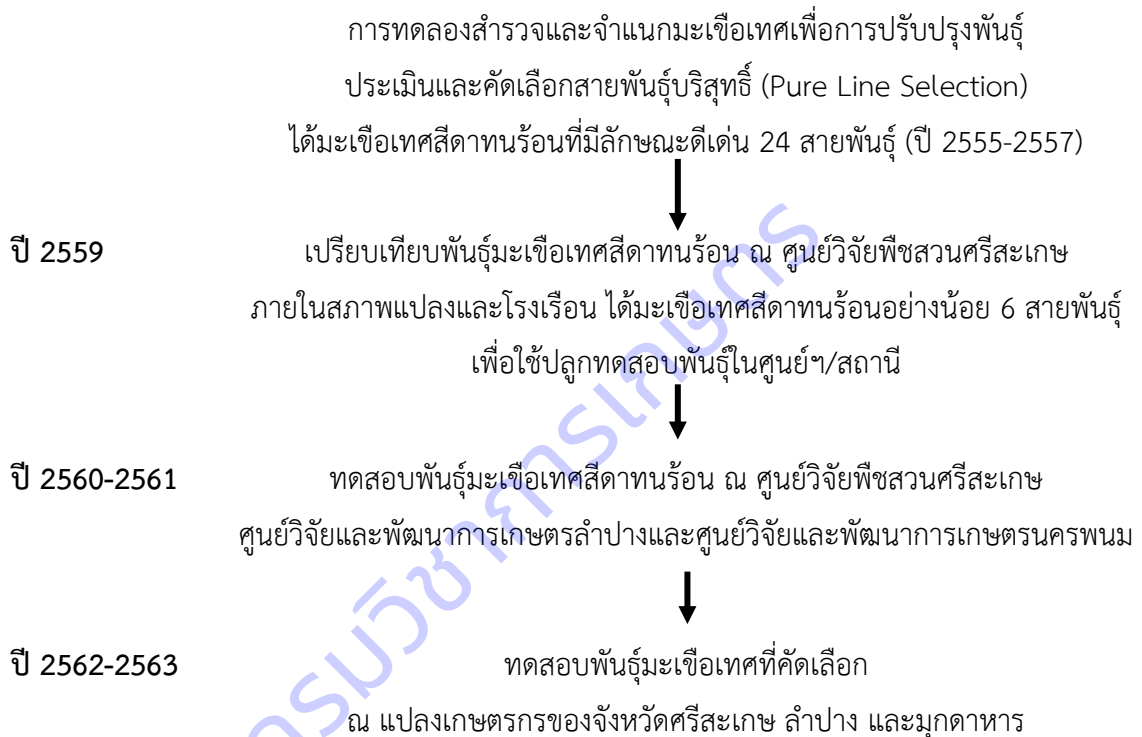 การทดลองสำรวจและจำแนกมะเขือเทศเพื่อการปรับปรุงพันธุ์
ประเมินและคัดเลือกสายพันธุ์บริสุทธิ์ (Pure Line Selection)
ได้มะเขือเทศสีดาทนร้อนที่มีลักษณะดีเด่น 24 สายพันธุ์ (ปี 2555-2557)
ปี 2559 เปรียบเทียบพันธุ์มะเขือเทศสีดาทนร้อน ณ ศูนย์วิจัยพืชสวนศรีสะเกษ
ภายในสภาพแปลงและโรงเรือน ได้มะเขือเทศสีดาทนร้อนอย่างน้อย 6 สายพันธุ์
เพื่อใช้ปลูกทดสอบพันธุ์ในศูนย์ฯ/สถานี
ปี 2560-2561 ทดสอบพันธุ์มะเขือเทศสีดาทนร้อน ณ ศูนย์วิจัยพืชสวนศรีสะเกษ
ศูนย์วิจัยและพัฒนาการเกษตรลำปางและศูนย์วิจัยและพัฒนาการเกษตรนครพนม
ปี 2562-2563 ทดสอบพันธุ์มะเขือเทศที่คัดเลือก
ณ แปลงเกษตรกรของจังหวัดศรีสะเกษ ลำปาง และมุกดาหาร
กรมวิชาการเกษตร